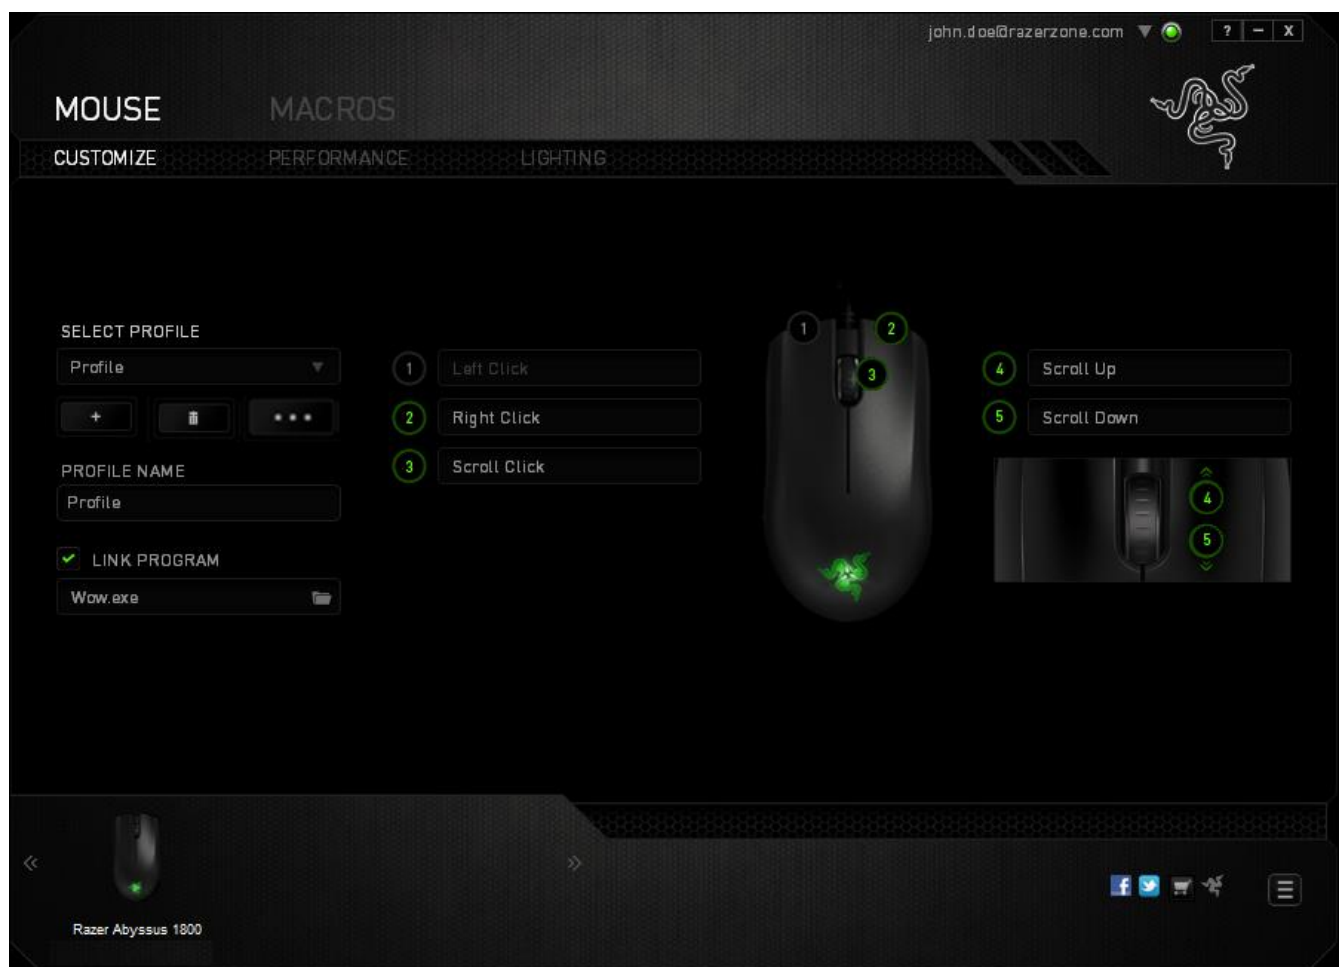 john.doe@razerzone.com
? - X
MOUSE MACROS
CUSTOMIZE PERFORMANCE LIGHTING
SELECT PROFILE
Profile
+
PROFILE NAME
Profile
LINK PROGRAM
Wow.exe
1 Left Click
2 Right Click
3 Scroll Click
1 2
3
4 Scroll Up
5 Scroll Down
4
5
Razer Abyssus 1800
f